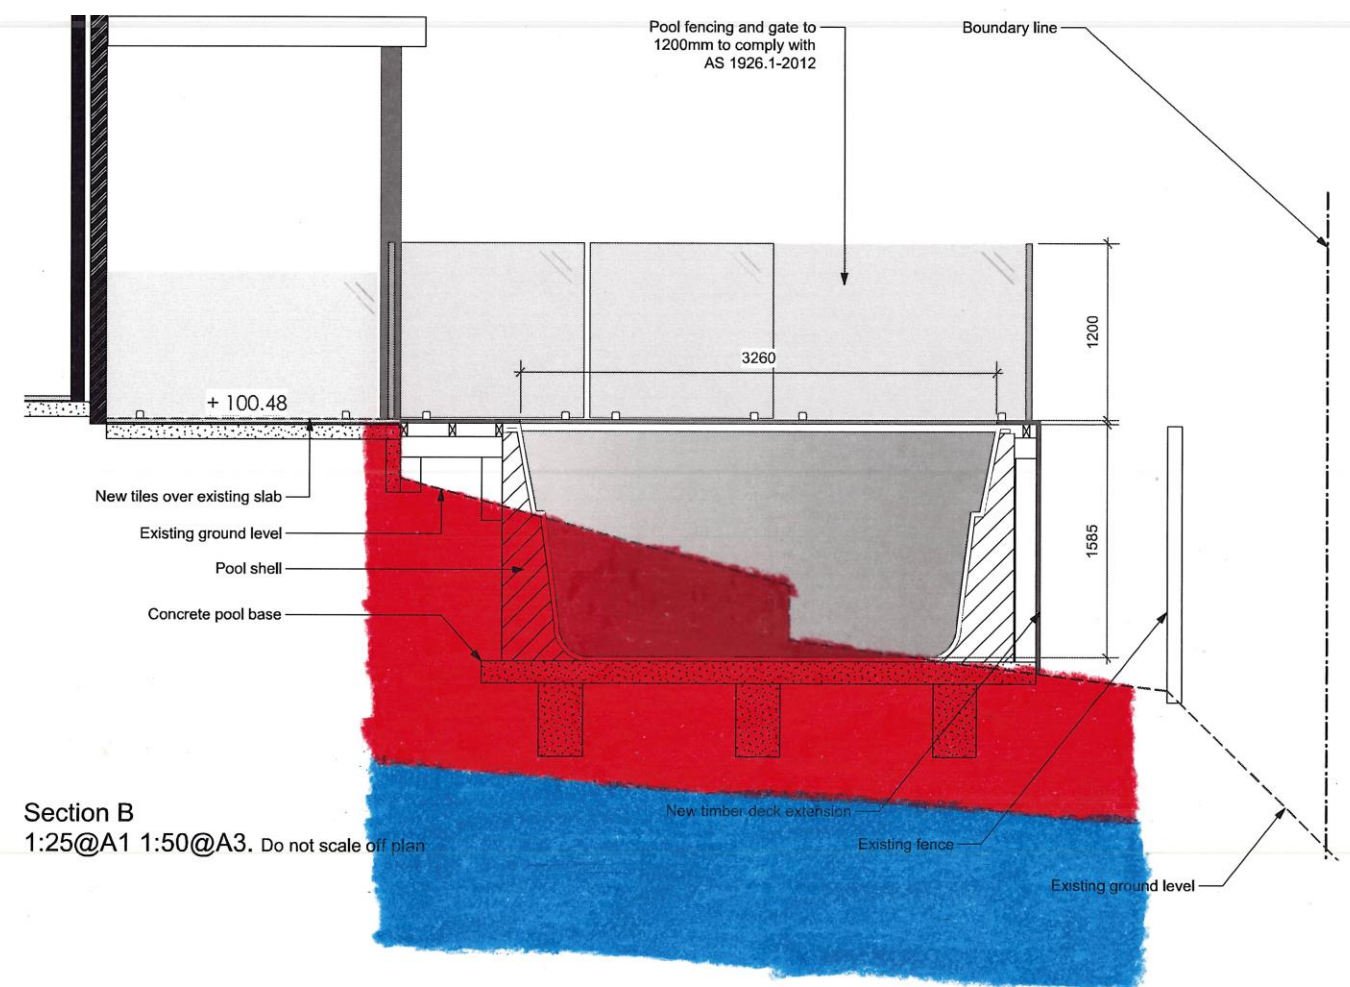 Pool fencing and gate to
1200mm to comply with
AS 1926.1-2012
Boundary line
1200
3260
+ 100.48
New tiles over existing slab
Existing ground level
1585
Pool shell
Concrete pool base
New timber deck extension
Section B
1:25@A1 1:50@A3. Do not scale off plan
Existing fence
Existing ground level